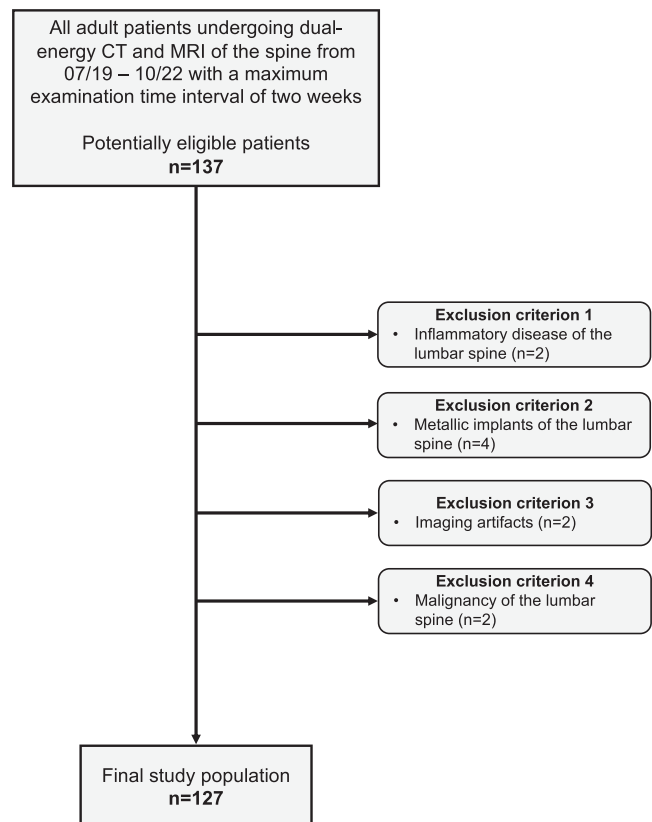 All adult patients undergoing dual-
energy CT and MRI of the spine from
07/19 – 10/22 with a maximum
examination time interval of two weeks
Potentially eligible patients
n=137
Exclusion criterion 1
• Inflammatory disease of the
lumbar spine (n=2)
Exclusion criterion 2
• Metallic implants of the lumbar
spine (n=4)
Exclusion criterion 3
• Imaging artifacts (n=2)
Exclusion criterion 4
• Malignancy of the lumbar
spine (n=2)
Final study population
n=127